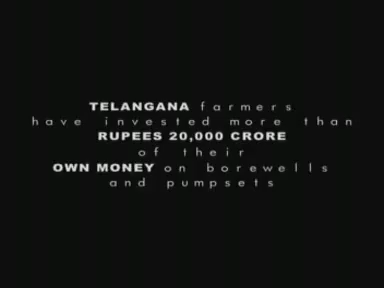 TELANGANA farmers
have invested more than
RUPEES 20,000 CRORE
of their
OWN MONEY on borewells
and pumpsets